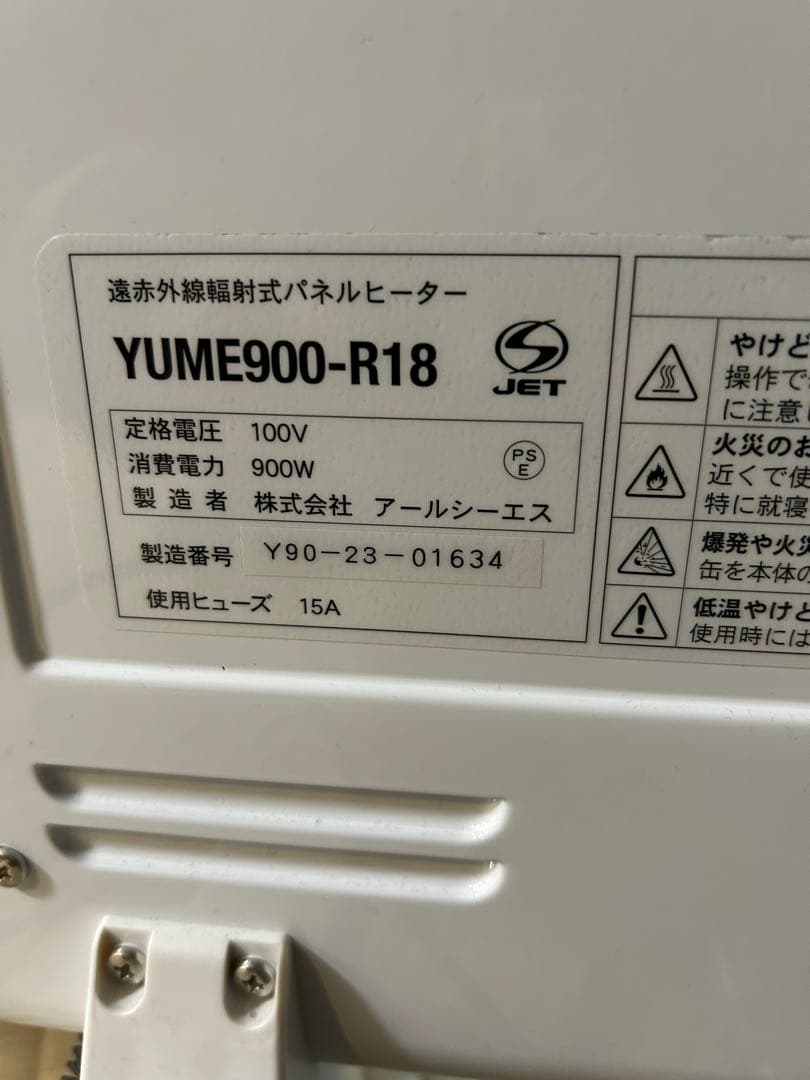 遠赤外線輻射式パネルヒーター
YUME900-R18
JET
定格電圧 100V
消費電力 900W
PS
E
製造者 株式会社 アールシーエス
製造番号 Y90-23-01634
使用ヒューズ 15A
やけど
操作で
に注意
火災のお
近くで使
特に就寝
爆発や火災
缶を本体の
低温やけど
使用時には